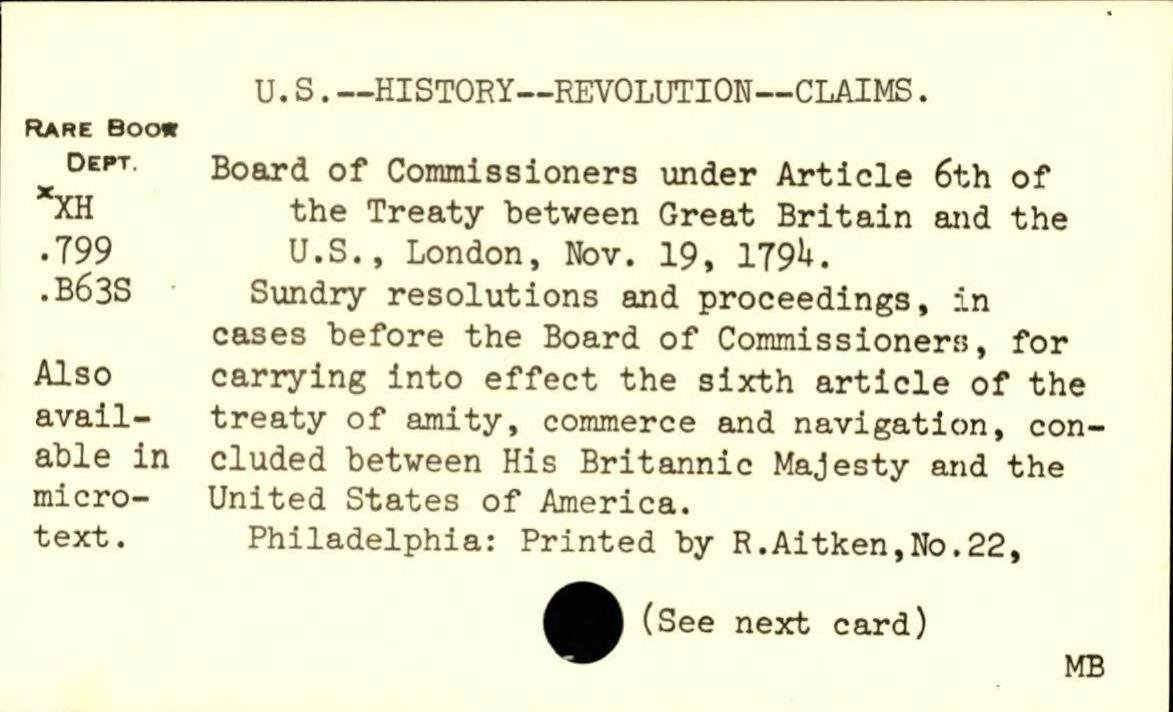 U.S.--HISTORY--REVOLUTION--CLAIMS.
RARE BOOK
DEPT.
xXH
.799
.B63S
Also
avail-
able in
micro-
text.
Board of Commissioners under Article 6th of
the Treaty between Great Britain and the
U.S., London, Nov. 19, 1794.
Sundry resolutions and proceedings, in
cases before the Board of Commissioners, for
carrying into effect the sixth article of the
treaty of amity, commerce and navigation, con-
cluded between His Britannic Majesty and the
United States of America.
Philadelphia: Printed by R.Aitken,No.22,
(See next card)
MB